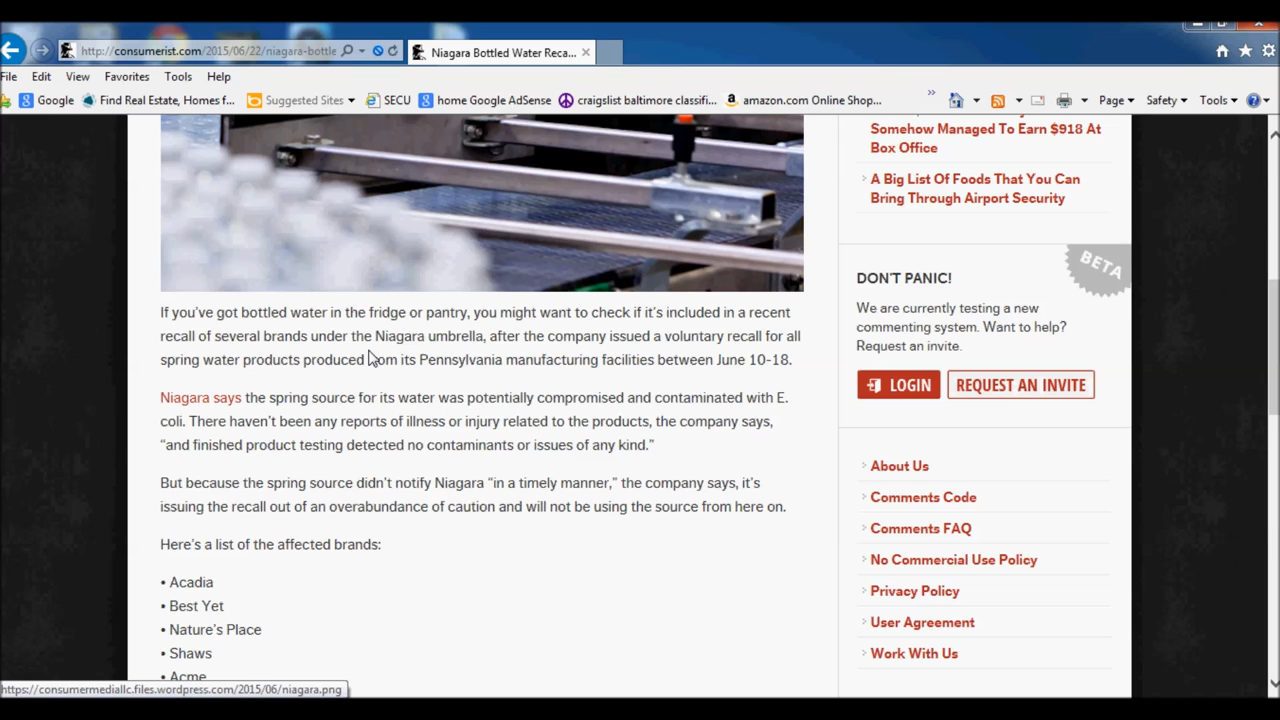 http://consumerist.com/2015/06/22/niagara-bottle
Niagara Bottled Water Reca...
File Edit View Favorites Tools Help
Google Find Real Estate, Homes f... Suggested Sites SECU home Google AdSense craigslist baltimore classifi... amazon.com Online Shop... » Page Safety Tools
Somehow Managed To Earn $918 At
Box Office
A Big List Of Foods That You Can
Bring Through Airport Security
If you've got bottled water in the fridge or pantry, you might want to check if it's included in a recent
recall of several brands under the Niagara umbrella, after the company issued a voluntary recall for all
spring water products produced from its Pennsylvania manufacturing facilities between June 10-18.
Niagara says the spring source for its water was potentially compromised and contaminated with E.
coli. There haven't been any reports of illness or injury related to the products, the company says,
“and finished product testing detected no contaminants or issues of any kind.”
But because the spring source didn't notify Niagara “in a timely manner,” the company says, it's
issuing the recall out of an overabundance of caution and will not be using the source from here on.
Here's a list of the affected brands:
• Acadia
• Best Yet
• Nature's Place
• Shaws
• Acme
BETA
DON'T PANIC!
We are currently testing a new
commenting system. Want to help?
Request an invite.
LOGIN REQUEST AN INVITE
About Us
Comments Code
Comments FAQ
No Commercial Use Policy
Privacy Policy
User Agreement
Work With Us
https://consumermediallc.files.wordpress.com/2015/06/niagara.png